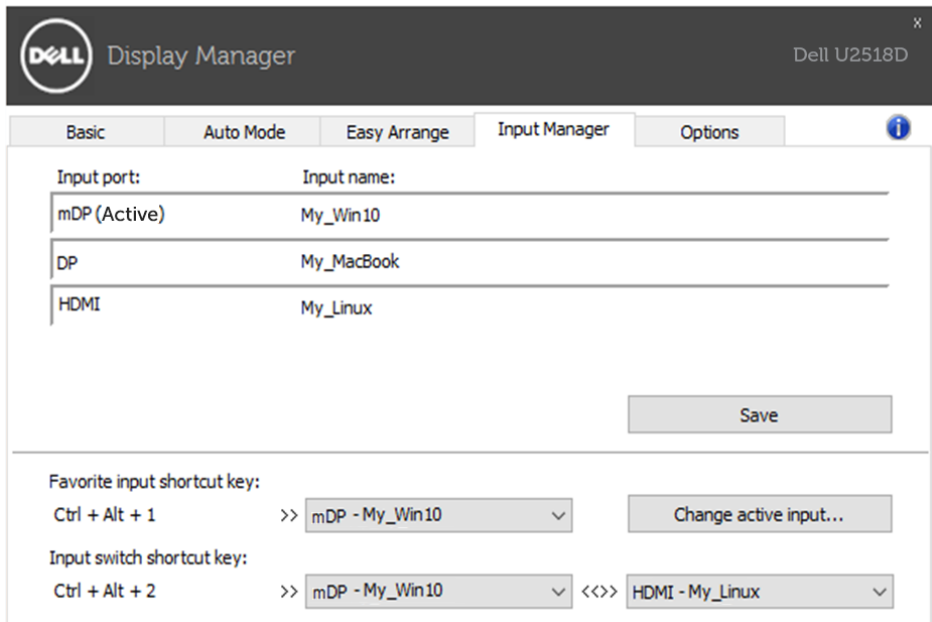 X
DELL Display Manager Dell U2518D
Basic Auto Mode Easy Arrange Input Manager Options i
Input port: Input name:
mDP (Active) My_Win10
DP My_MacBook
HDMI My_Linux
Save
Favorite input shortcut key:
Ctrl + Alt + 1 >> mDP - My_Win10 Change active input...
Input switch shortcut key:
Ctrl + Alt + 2 >> mDP - My_Win10 <<>> HDMI - My_Linux